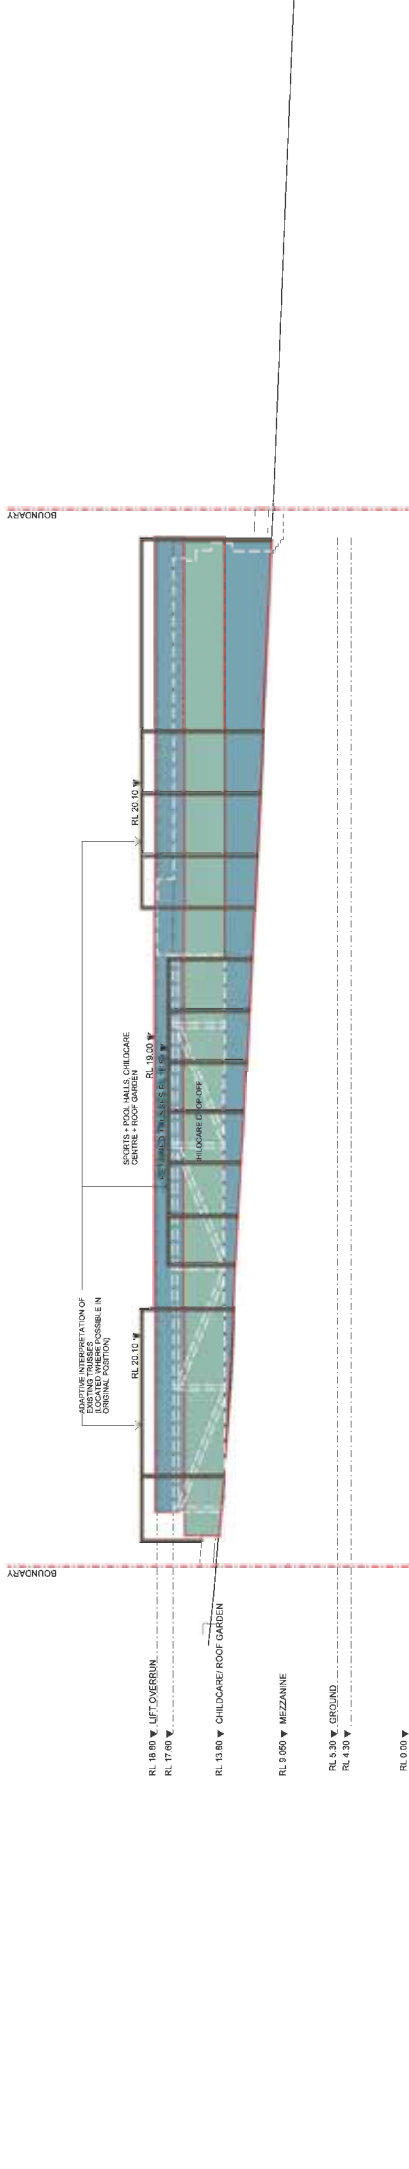 BOUNDARY
RL 20.10
SPORTS + POOL HALLS, CHILDCARE
CENTRE + ROOF GARDEN
RL 19.00
CHILDCARE DROP-OFF
ADAPTIVE INTERPRETATION OF
EXISTING TRUSSES
(LOCATED WHERE POSSIBLE IN
ORIGINAL POSITION)
RL 20.10
BOUNDARY
LIFT OVERRUN
RL 17.60
RL 13.80 CHILDCARE/ ROOF GARDEN
RL 9.050 MEZZANINE
RL 5.30 GROUND
RL 4.30
RL 0.00